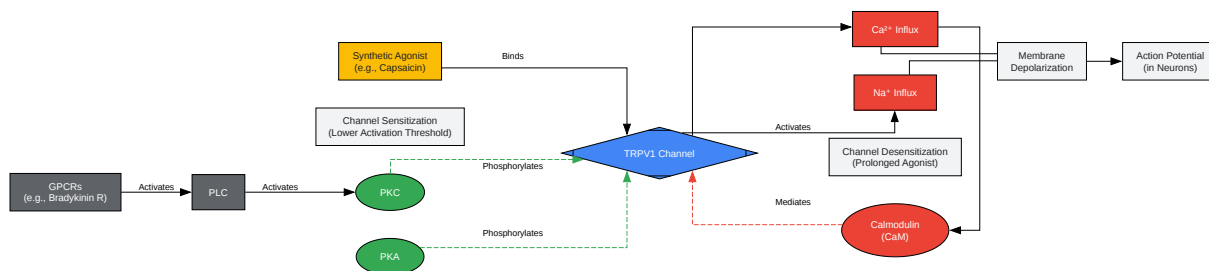 Ca²⁺ Influx
Synthetic Agonist
(e.g., Capsaicin)
Binds
Membrane
Depolarization
Action Potential
(in Neurons)
Na⁺ Influx
Channel Sensitization
(Lower Activation Threshold)
Activates
TRPV1 Channel
Channel Desensitization
(Prolonged Agonist)
Phosphorylates
GPCRs
(e.g., Bradykinin R)
Activates
PLC
Activates
PKC
Mediates
Calmodulin
(CaM)
Phosphorylates
PKA